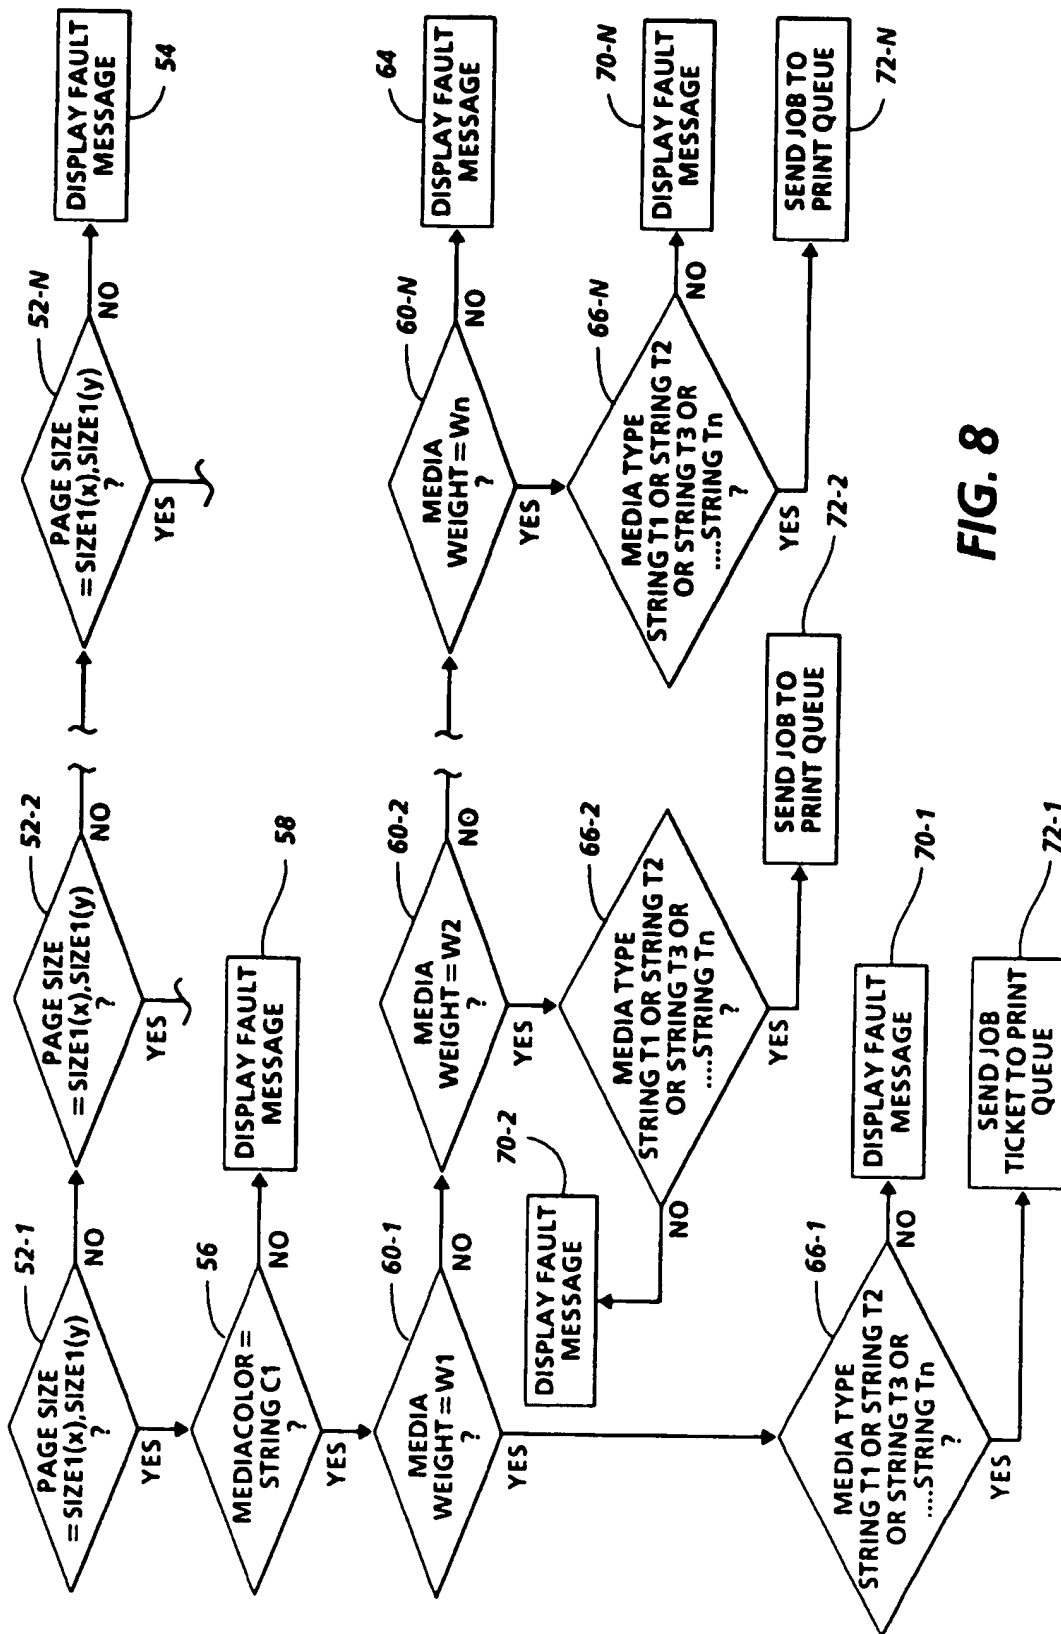 52-1
PAGE SIZE
=SIZE1(x),SIZE1(y)
?
NO
YES
52-2
PAGE SIZE
=SIZE1(x),SIZE1(y)
?
NO
YES
52-N
PAGE SIZE
=SIZE1(x),SIZE1(y)
?
NO
YES
DISPLAY FAULT
MESSAGE
54
56
MEDIACOLOR=
STRING C1
?
NO
YES
DISPLAY FAULT
MESSAGE
58
60-1
MEDIA
WEIGHT=W1
?
NO
YES
60-2
MEDIA
WEIGHT=W2
?
NO
YES
60-N
MEDIA
WEIGHT=Wn
?
NO
YES
DISPLAY FAULT
MESSAGE
64
70-2
DISPLAY FAULT
MESSAGE
NO
66-2
MEDIA TYPE
STRING T1 OR STRING T2
OR STRING T3 OR
....STRING Tn
?
YES
SEND JOB TO
PRINT QUEUE
72-2
66-N
MEDIA TYPE
STRING T1 OR STRING T2
OR STRING T3 OR
....STRING Tn
?
NO
YES
DISPLAY FAULT
MESSAGE
70-N
SEND JOB TO
PRINT QUEUE
72-N
66-1
MEDIA TYPE
STRING T1 OR STRING T2
OR STRING T3 OR
....STRING Tn
?
NO
YES
DISPLAY FAULT
MESSAGE
70-1
SEND JOB
TICKET TO PRINT
QUEUE
72-1
FIG. 8